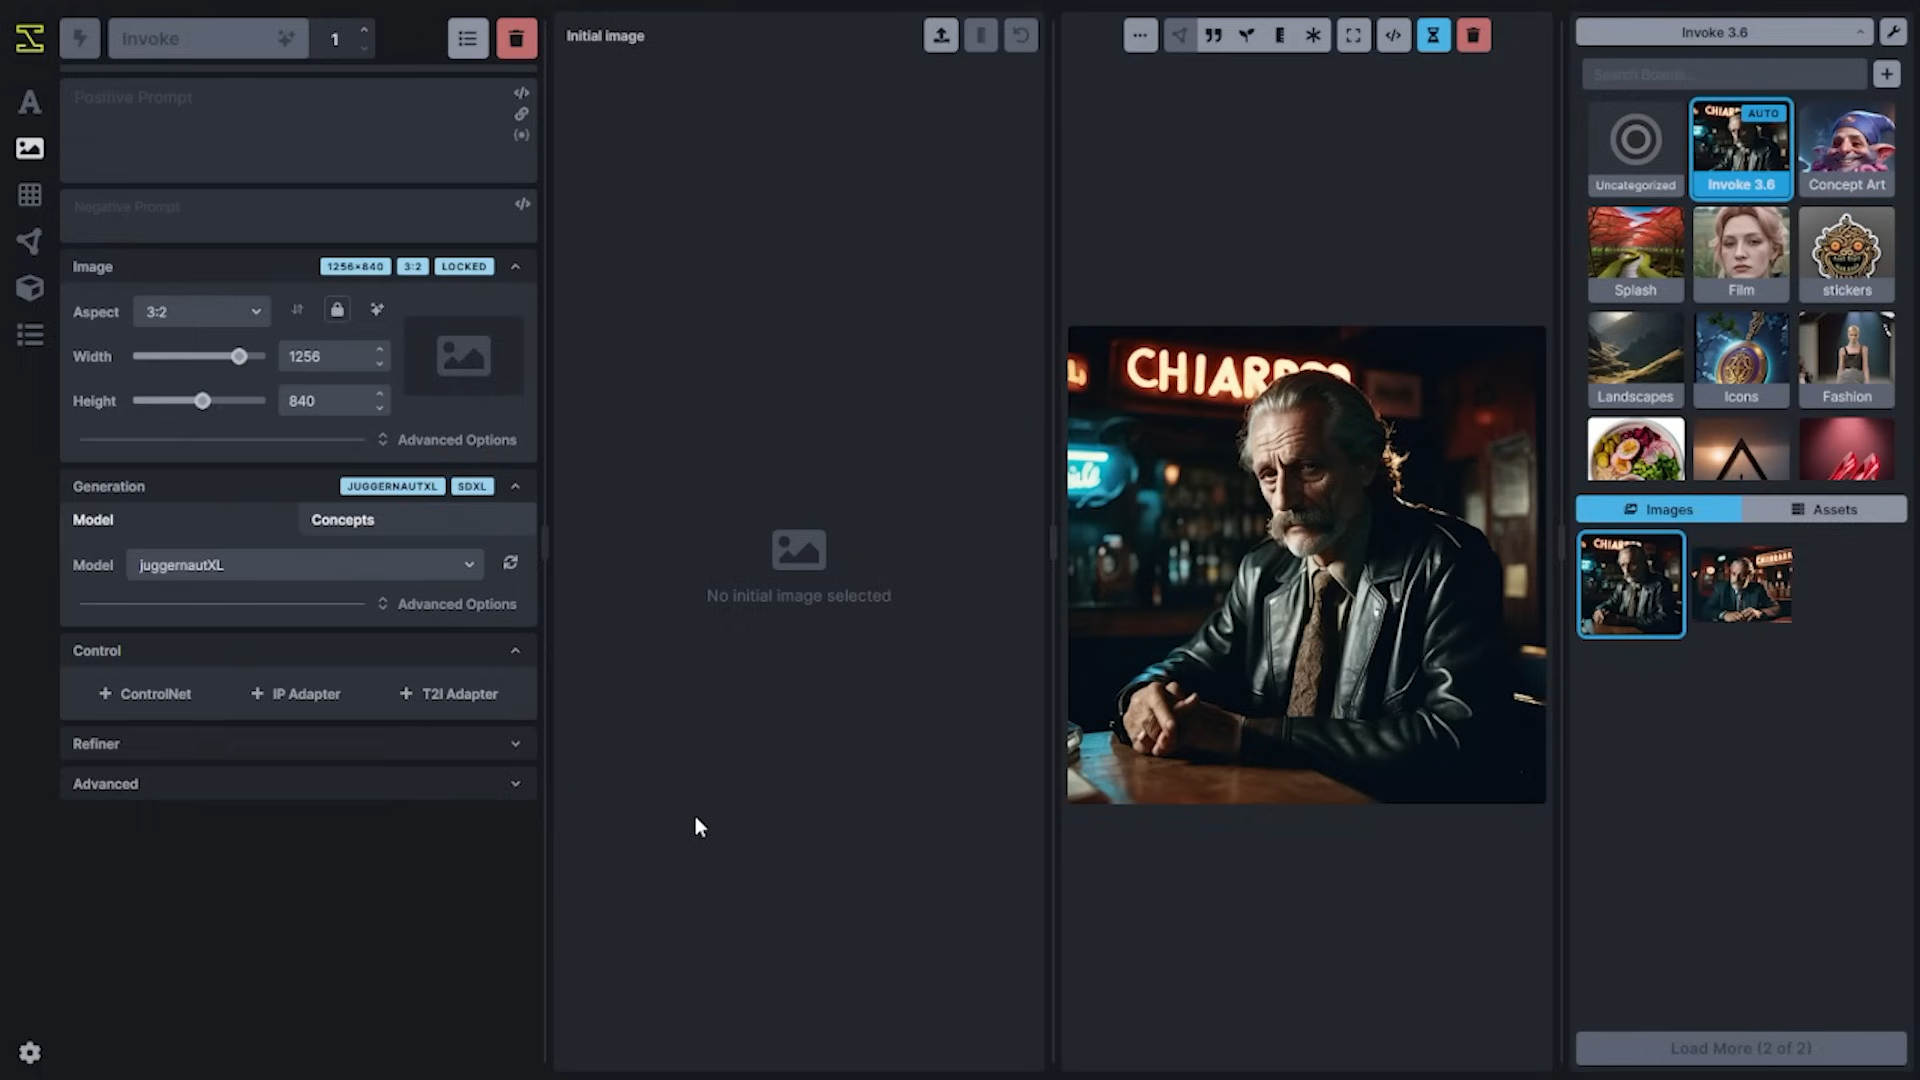 Invoke
1
Positive Prompt
Negative Prompt
Image
1256×840
3:2
LOCKED
Aspect
3:2
Width
1256
Height
840
Advanced Options
Generation
JUGGERNAUTXL
SDXL
Model
Concepts
Model
juggernautXL
Advanced Options
Control
+ ControlNet
+ IP Adapter
+ T2I Adapter
Refiner
Advanced
Initial image
No initial image selected
Invoke 3.6
Search Boards...
AUTO
Uncategorized
Invoke 3.6
Concept Art
Splash
Film
stickers
Landscapes
Icons
Fashion
Images
Assets
Load More (2 of 2)